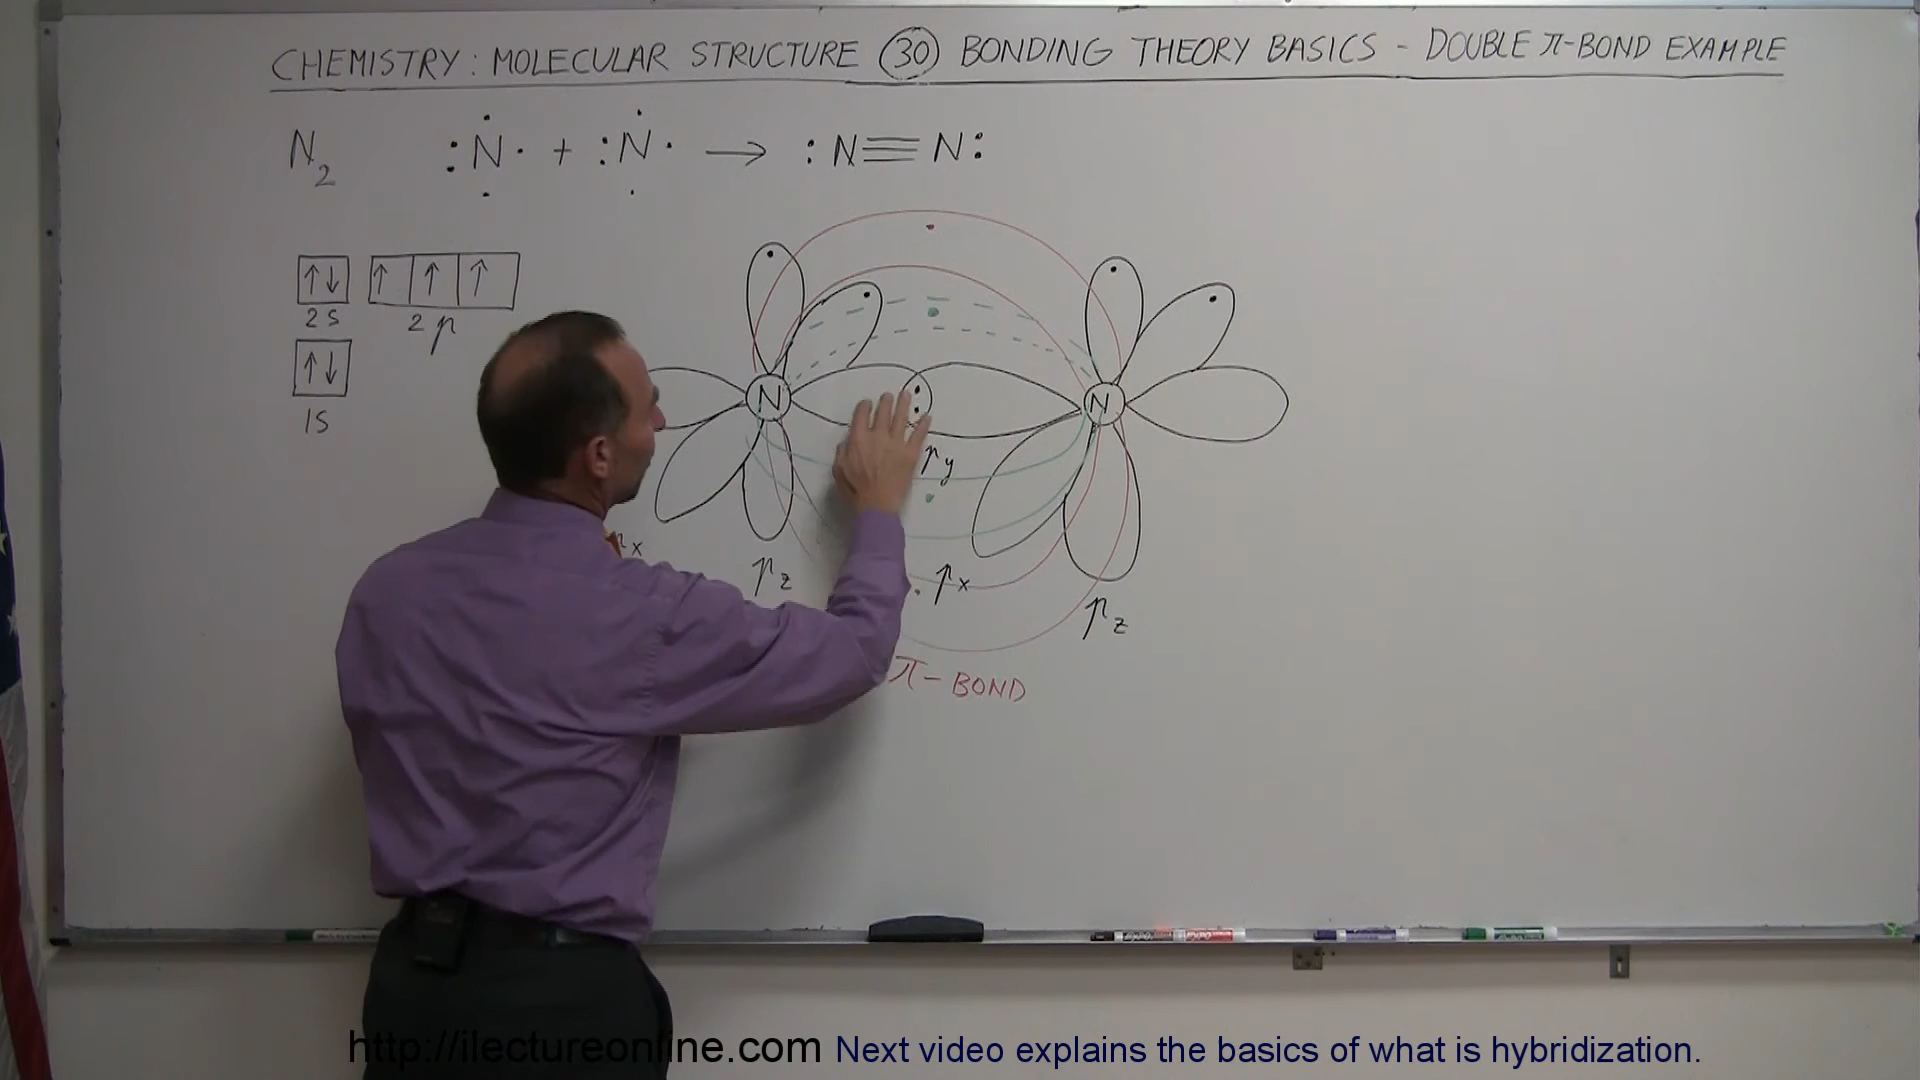 CHEMISTRY: MOLECULAR STRUCTURE 30 BONDING THEORY BASICS - DOUBLE π-BOND EXAMPLE
N2 :N· + :N· → :N≡N:
↑↓ ↑ ↑ ↑
2s 2p
↑↓
1s
N N
py
px
pz px
pz
π-BOND
http://ilectureonline.com Next video explains the basics of what is hybridization.